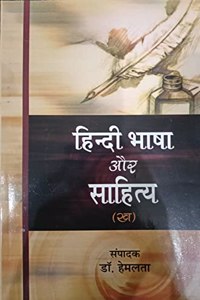 हिन्दी भाषा
और
साहित्य
(ख)
संपादक
डॉ. हेमलता